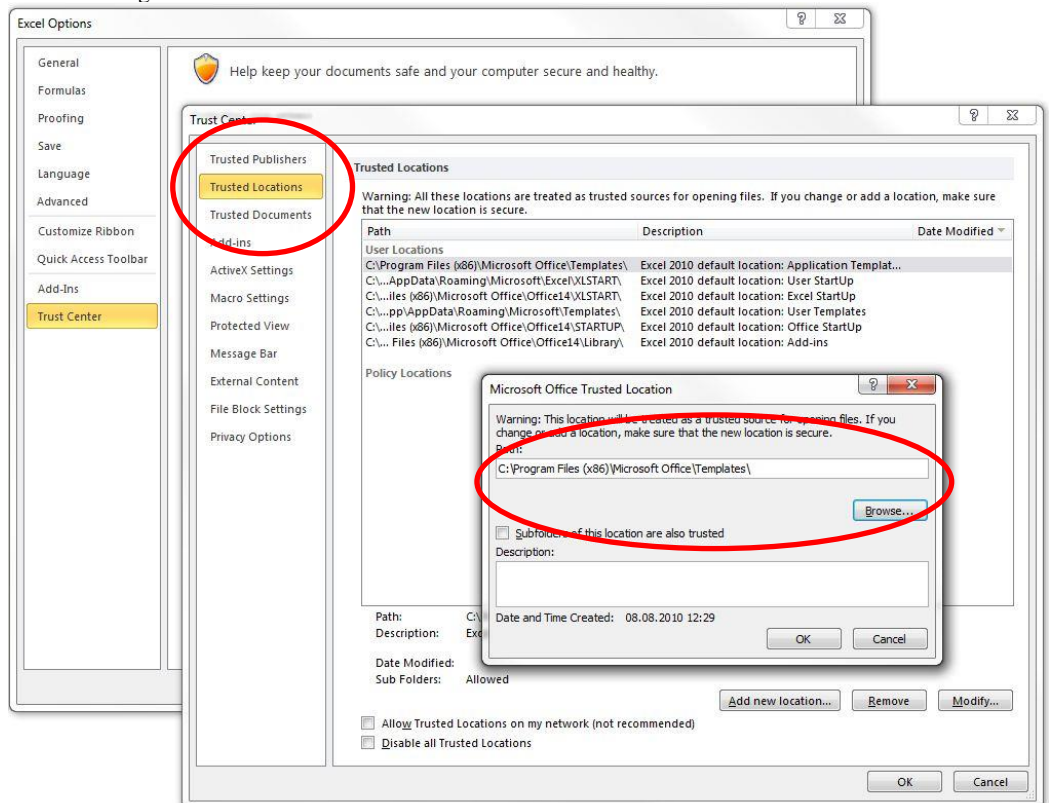 Excel Options
General
Formulas
Proofing
Save
Language
Advanced
Customize Ribbon
Quick Access Toolbar
Add-Ins
Trust Center
Help keep your documents safe and your computer secure and healthy.
Trust Center
Trusted Publishers
Trusted Locations
Trusted Documents
Add-ins
ActiveX Settings
Macro Settings
Protected View
Message Bar
External Content
File Block Settings
Privacy Options
Trusted Locations
Warning: All these locations are treated as trusted sources for opening files. If you change or add a location, make sure
that the new location is secure.
Path Description Date Modified
User Locations
C:\Program Files (x86)\Microsoft Office\Templates\ Excel 2010 default location: Application Templat...
C:\...AppData\Roaming\Microsoft\Excel\XLSTART\ Excel 2010 default location: User StartUp
C:\...iles (x86)\Microsoft Office\Office14\XLSTART\ Excel 2010 default location: Excel StartUp
C:\...pp\AppData\Roaming\Microsoft\Templates\ Excel 2010 default location: User Templates
C:\...iles (x86)\Microsoft Office\Office14\STARTUP\ Excel 2010 default location: Office StartUp
C:\... Files (x86)\Microsoft Office\Office14\Library\ Excel 2010 default location: Add-ins
Policy Locations
Microsoft Office Trusted Location
Warning: This location will be treated as a trusted source for opening files. If you
change or add a location, make sure that the new location is secure.
Path:
C:\Program Files (x86)\Microsoft Office\Templates\
Browse...
Subfolders of this location are also trusted
Description:
Date and Time Created: 08.08.2010 12:29
OK Cancel
Path: C:\
Description: Exc
Date Modified:
Sub Folders: Allowed
Add new location... Remove Modify...
Allow Trusted Locations on my network (not recommended)
Disable all Trusted Locations
OK Cancel